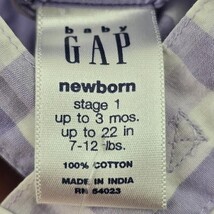 baby
GAP
newborn
stage 1
up to 3 mos.
up to 22 in
7-12 lbs.
100% COTTON
MADE IN INDIA
RN 54023